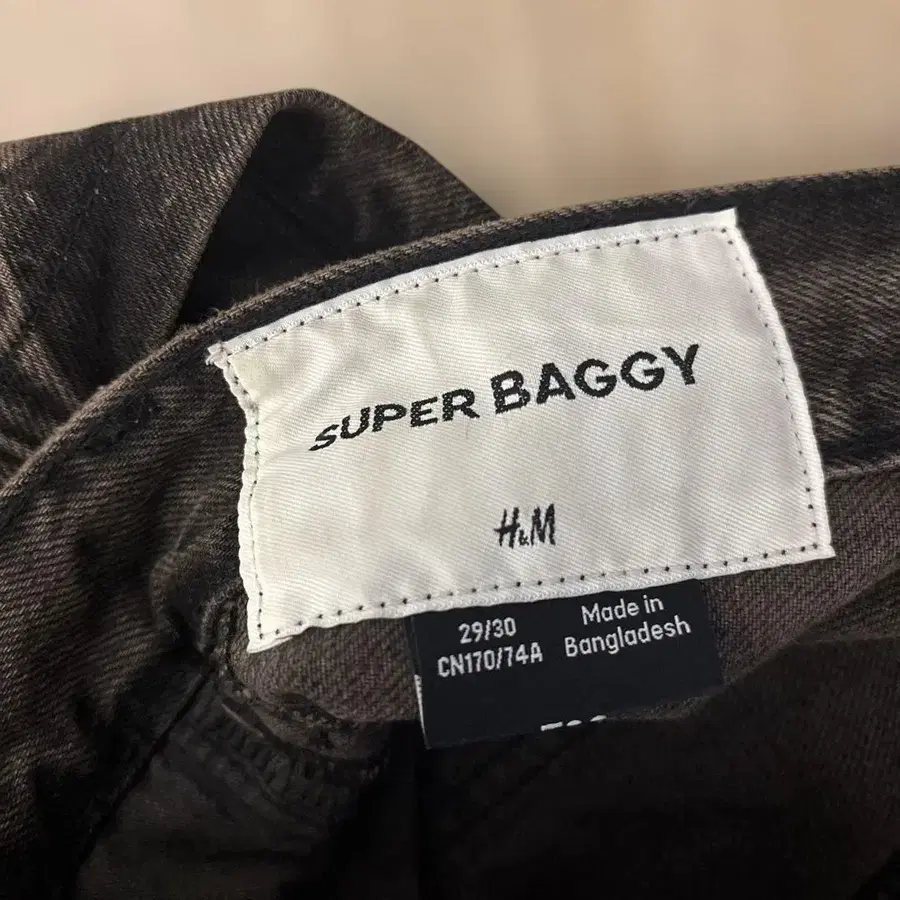 SUPER BAGGY
H&M
29/30
CN170/74A
Made in
Bangladesh